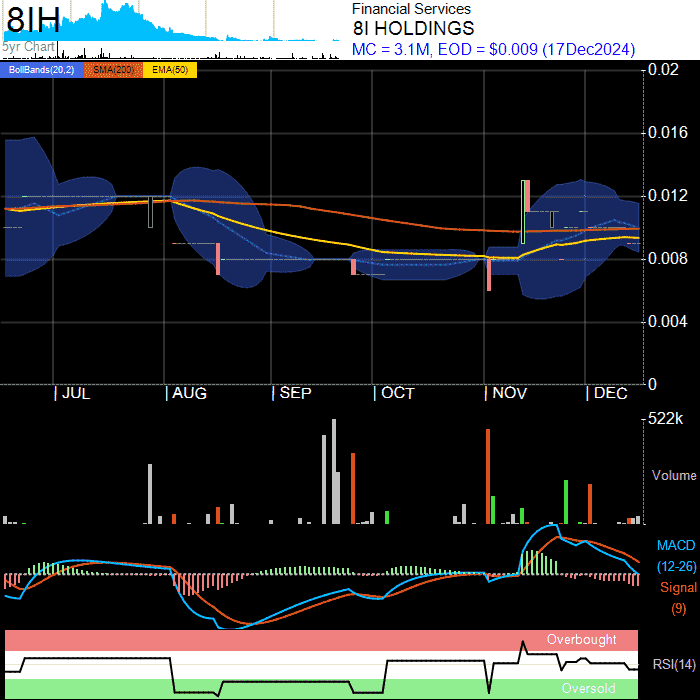 8IH
5yr Chart
Financial Services
8I HOLDINGS
MC = 3.1M, EOD = $0.009 (17Dec2024)
BollBands(20,2) SMA(200) EMA(50)
0.02
0.016
0.012
0.008
0.004
0
JUL AUG SEP OCT NOV DEC
522k
Volume
MACD
(12-26)
Signal
(9)
Overbought
RSI(14)
Oversold